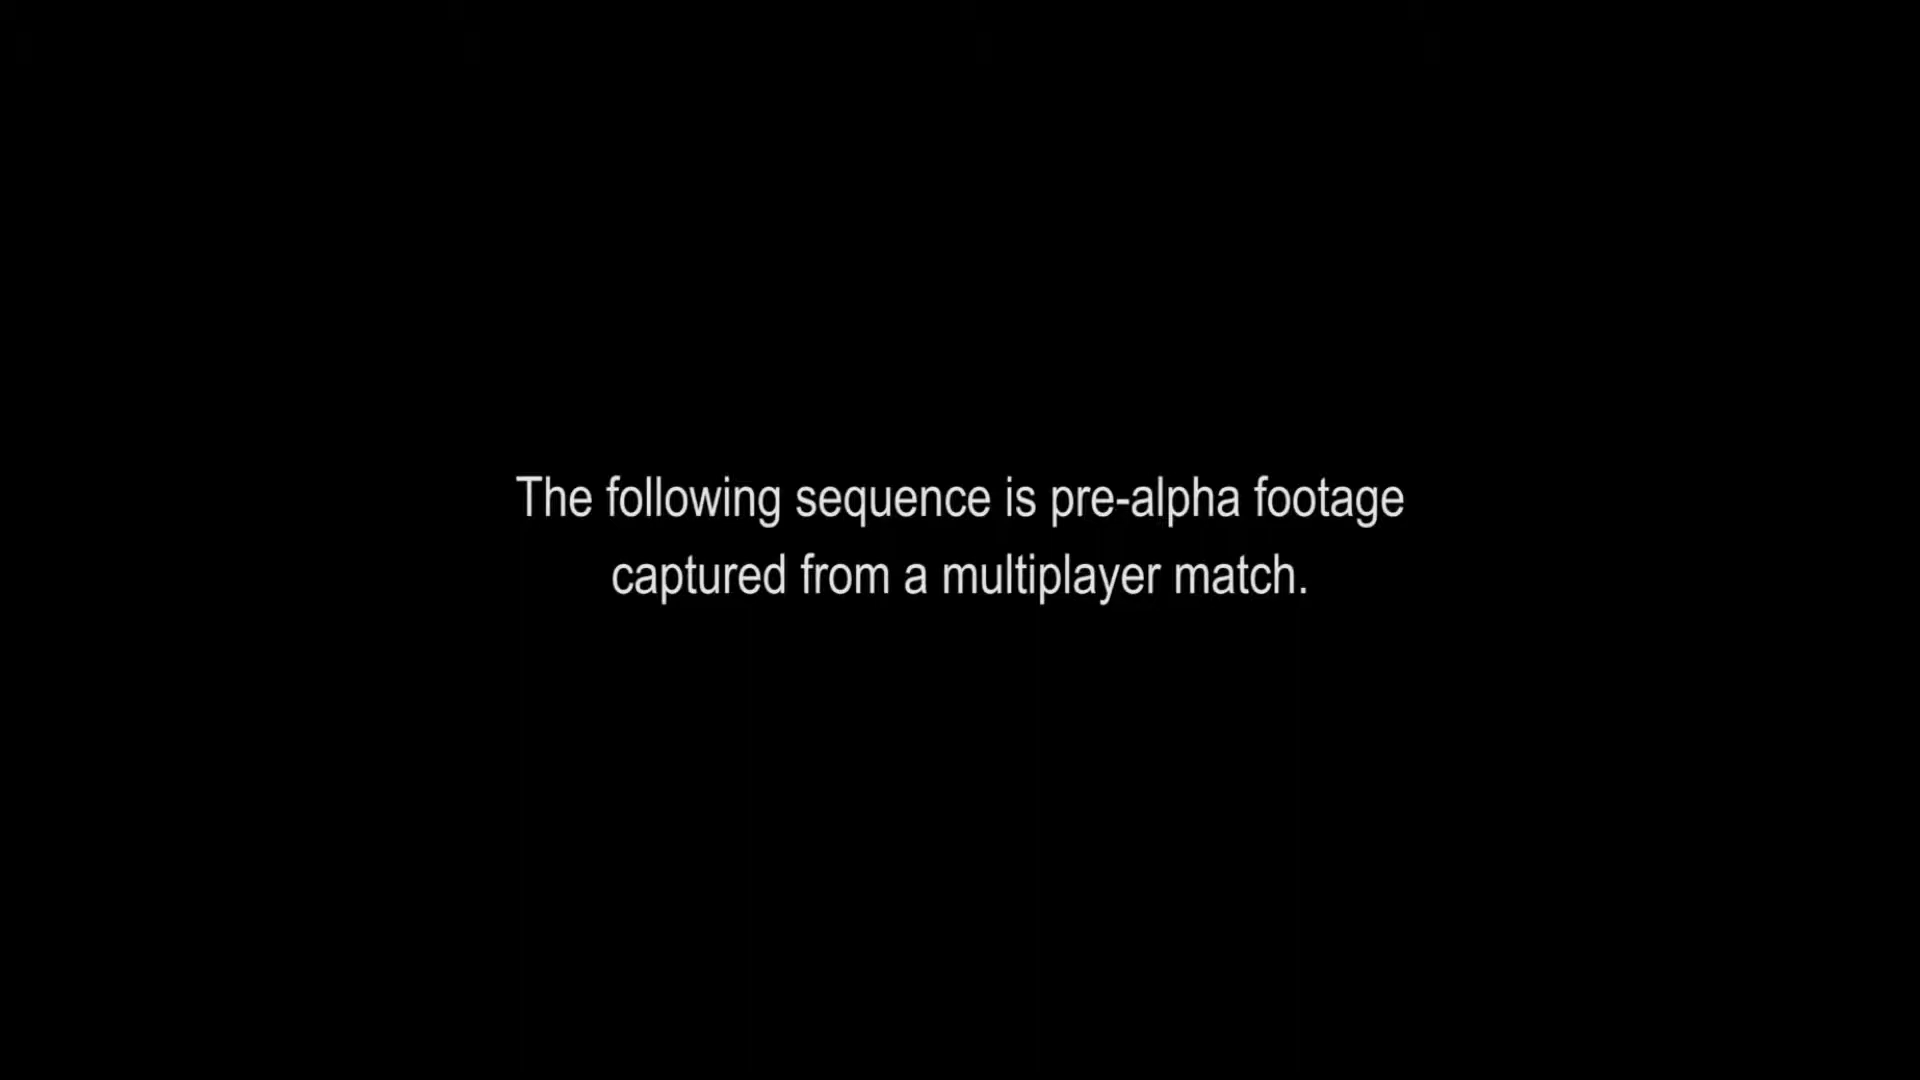 The following sequence is pre-alpha footage
captured from a multiplayer match.